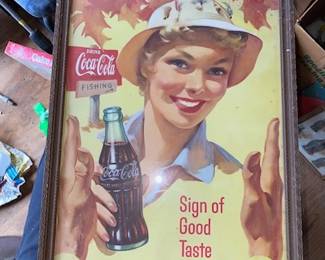 DRINK
Coca-Cola
FISHING
Coca-Cola
Sign of
Good
Taste